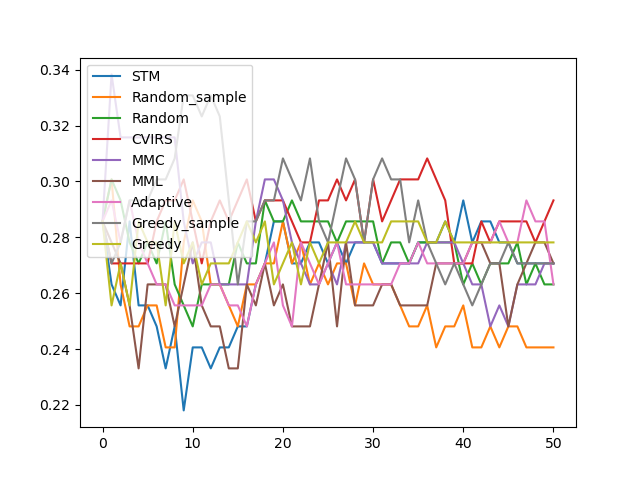 0.34
0.32
0.30
0.28
0.26
0.24
0.22
STM
Random_sample
Random
CVIRS
MMC
MML
Adaptive
Greedy_sample
Greedy
0 10 20 30 40 50